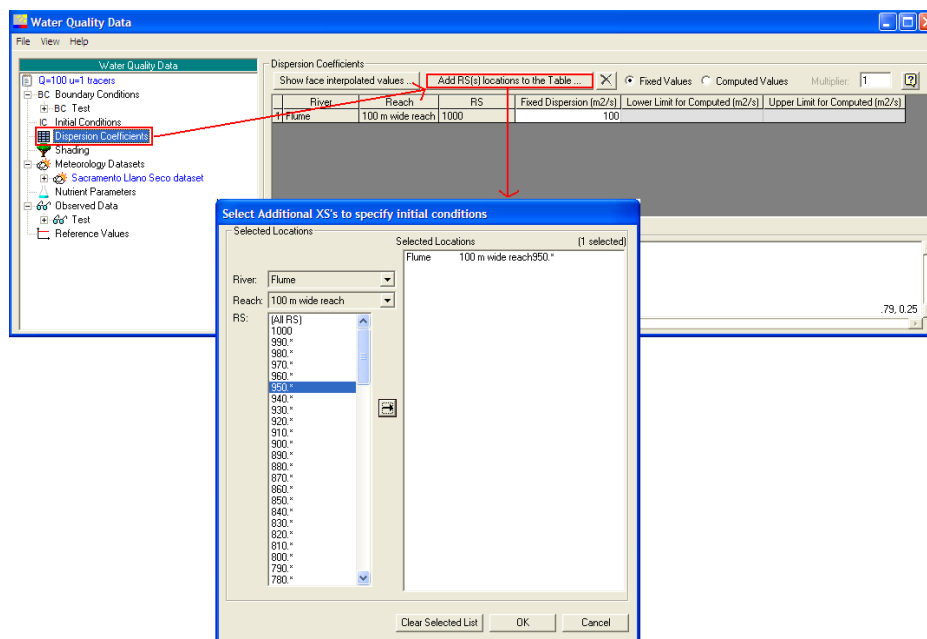 Water Quality Data
File View Help
Water Quality Data
Q=100 u=1 tracers
BC Boundary Conditions
BC Test
IC Initial Conditions
Dispersion Coefficients
Shading
Meteorology Datasets
Sacramento Llano Seco dataset
Nutrient Parameters
Observed Data
Test
Reference Values
Dispersion Coefficients
Show face interpolated values ... Add RS(s) locations to the Table ... Fixed Values Computed Values Multiplier: 1 ?
River Reach RS Fixed Dispersion (m2/s) Lower Limit for Computed (m2/s) Upper Limit for Computed (m2/s)
1 Flume 100 m wide reach 1000 100
.79, 0.25
Select Additional XS's to specify initial conditions
Selected Locations
Selected Locations (1 selected)
Flume 100 m wide reach950.*
River: Flume
Reach: 100 m wide reach
RS: (All RS)
1000
990.*
980.*
970.*
960.*
950.*
940.*
930.*
920.*
910.*
900.*
890.*
880.*
870.*
860.*
850.*
840.*
830.*
820.*
810.*
800.*
790.*
780.*
Clear Selected List OK Cancel